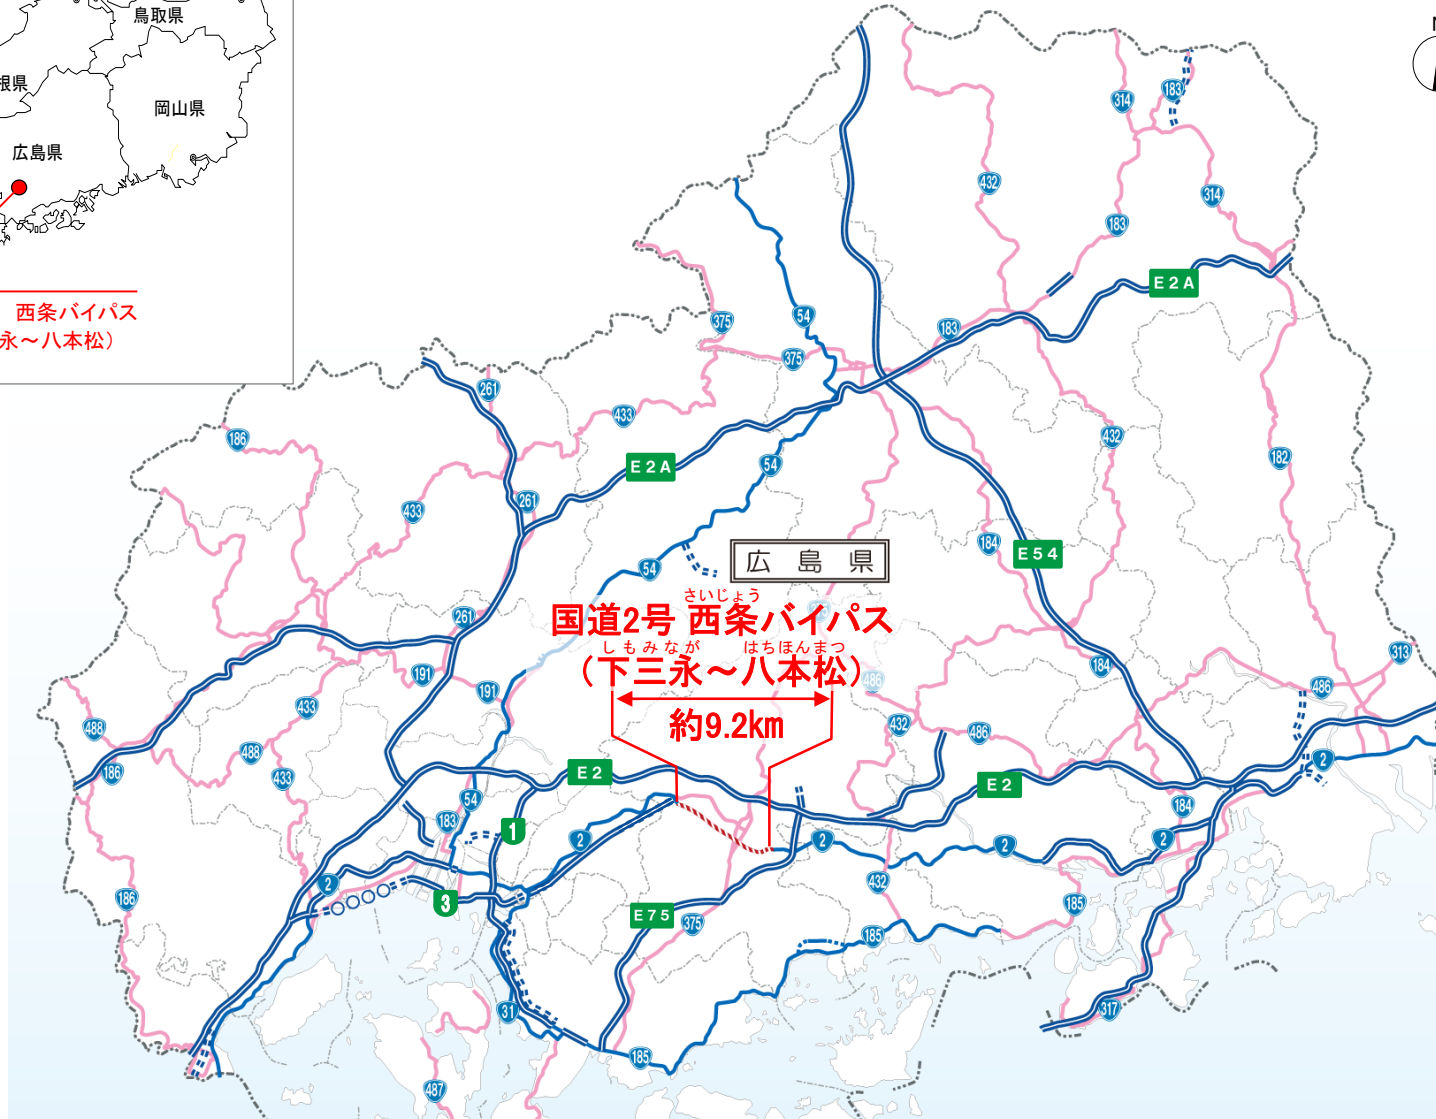 鳥取県
根県
岡山県
広島県
西条バイパス
永～八本松）
N
183
314
432
314
183
E2A
54
375
183
375
261
433
186
432
E2A
54
182
261
433
184
E54
広島県
54
さいじょう
国道2号 西条バイパス
しもみなが はちほんまつ
（下三永～八本松）
約9.2km
261
313
184
191
486
191
486
433
488
432
486
488
2
186
433
E2
E2
54
184
183
1
2
2
2
2
2
432
186
3
185
E75
375
185
31
317
185
487